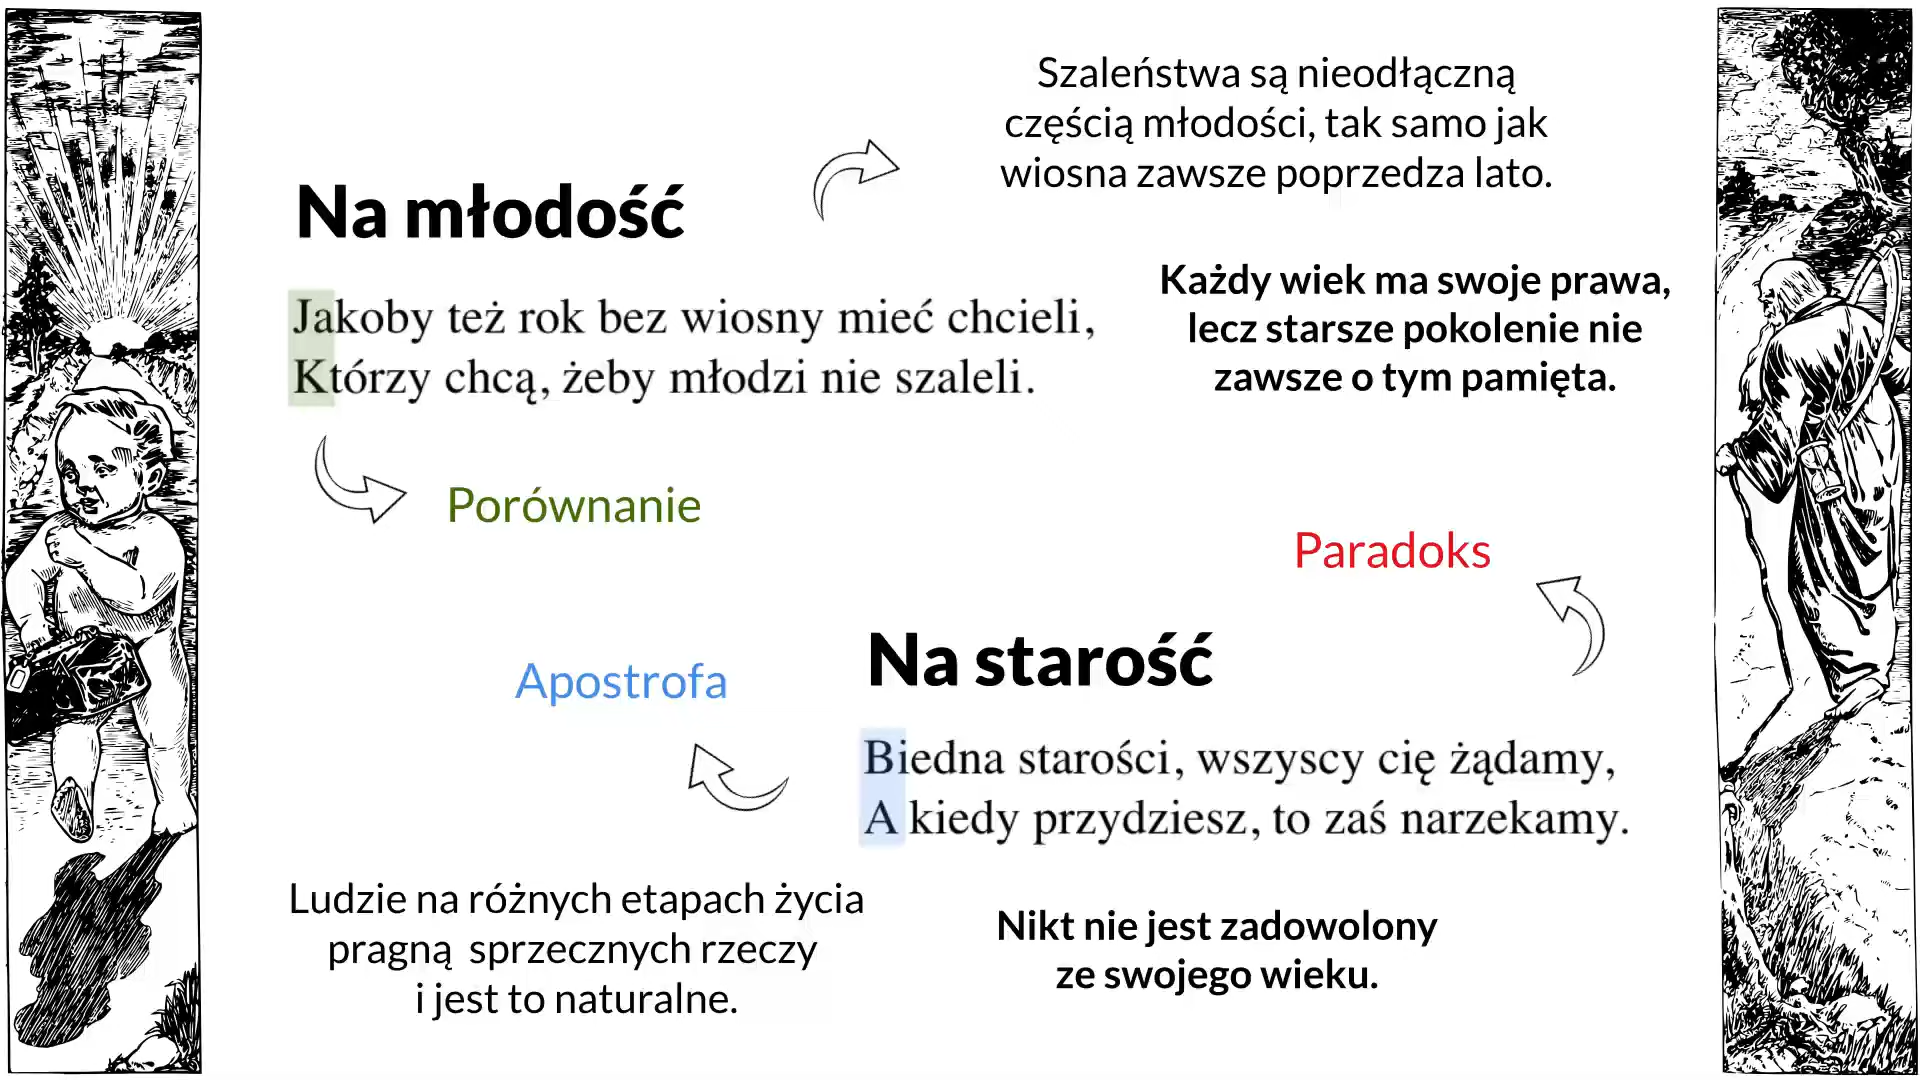 Szaleństwa są nieodłączną
częścią młodości, tak samo jak
wiosna zawsze poprzedza lato.
Na młodość
Każdy wiek ma swoje prawa,
lecz starsze pokolenie nie
zawsze o tym pamięta.
Jakoby też rok bez wiosny mieć chcieli,
Którzy chcą, żeby młodzi nie szaleli.
Porównanie
Paradoks
Apostrofa
Na starość
Biedna starości, wszyscy cię żądamy,
A kiedy przydziesz, to zaś narzekamy.
Ludzie na różnych etapach życia
pragną sprzecznych rzeczy
i jest to naturalne.
Nikt nie jest zadowolony
ze swojego wieku.